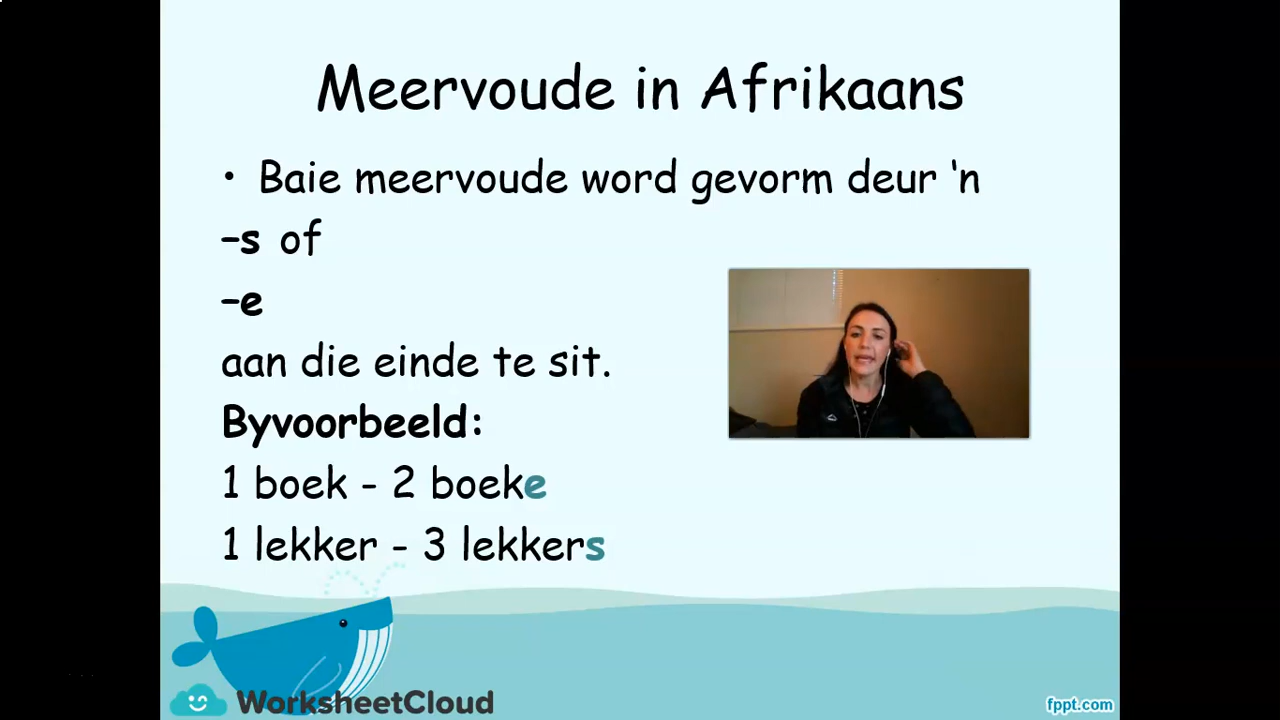 Meervoude in Afrikaans
• Baie meervoude word gevorm deur ‘n
–s of
–e
aan die einde te sit.
Byvoorbeeld:
1 boek - 2 boeke
1 lekker - 3 lekkers
WorksheetCloud
fppt.com